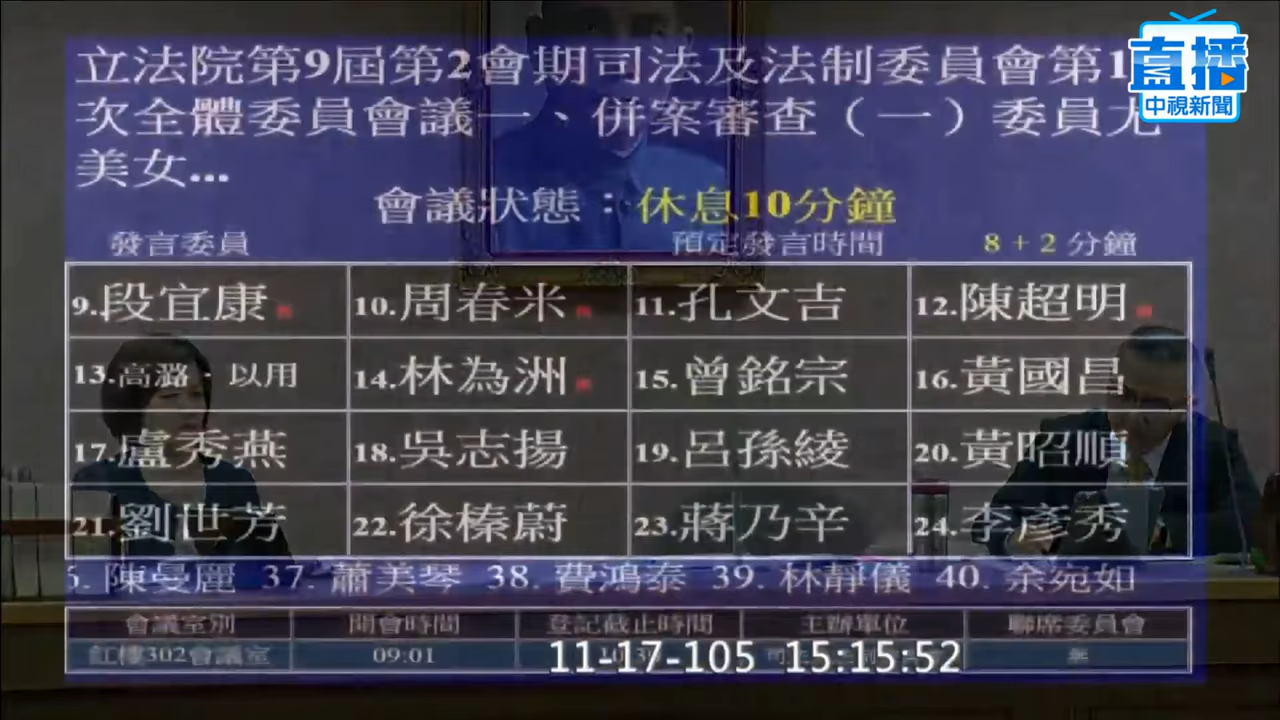 立法院第9屆第2會期司法及法制委員會第1
次全體委員會議一、併案審查（一）委員尤
美女...
直播
中視新聞
會議狀態：休息10分鐘
發言委員 預定發言時間 8 + 2 分鐘
9.段宜康 10.周春米 11.孔文吉 12.陳超明
13.高潞．以用 14.林為洲 15.曾銘宗 16.黃國昌
17.盧秀燕 18.吳志揚 19.呂孫綾 20.黃昭順
21.劉世芳 22.徐榛蔚 23.蔣乃辛 24.李彥秀
陳曼麗 37. 蕭美琴 38. 費鴻泰 39. 林靜儀 40. 余宛如
會議室別 開會時間 登記截止時間 主辦單位 聯席委員會
紅樓302會議室 09:01 無
11-17-105 15:15:52